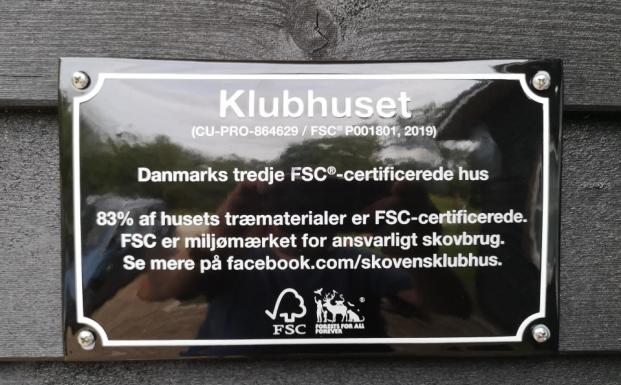 Klubhuset
(CU-PRO-864629 / FSC® P001801, 2019)
Danmarks tredje FSC®-certificerede hus
83% af husets træmaterialer er FSC-certificerede.
FSC er miljømærket for ansvarligt skovbrug.
Se mere på facebook.com/skovensklubhus.
FSC ®
FORESTS FOR ALL
FOREVER